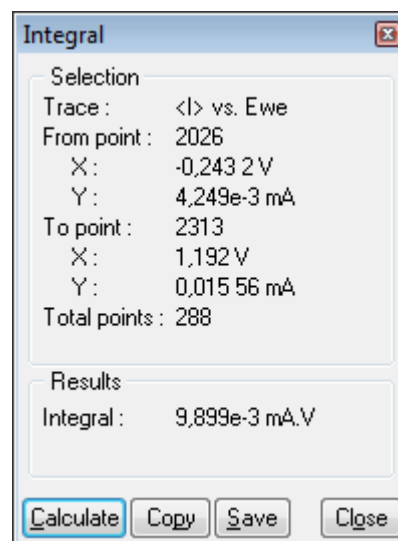 Integral
Selection
Trace : <I> vs. Ewe
From point : 2026
X : -0,243 2 V
Y : 4,249e-3 mA
To point : 2313
X : 1,192 V
Y : 0,015 56 mA
Total points : 288
Results
Integral : 9,899e-3 mA.V
Calculate Copy Save Close